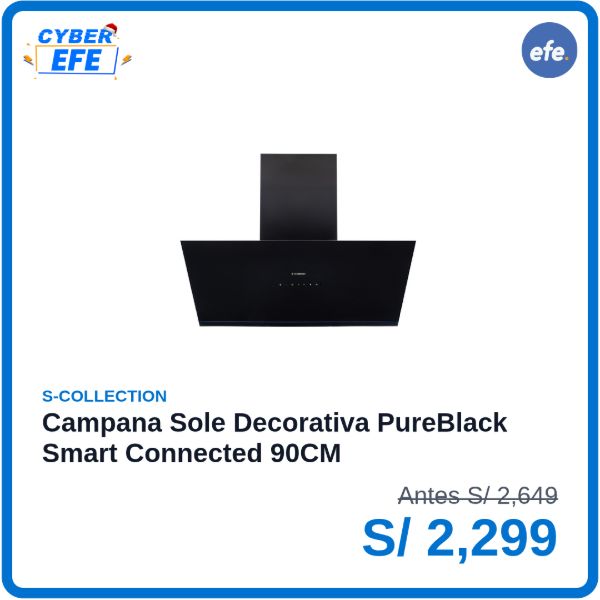 CYBER
EFE
efe.
S-COLLECTION
Campana Sole Decorativa PureBlack
Smart Connected 90CM
Antes S/ 2,649
S/ 2,299